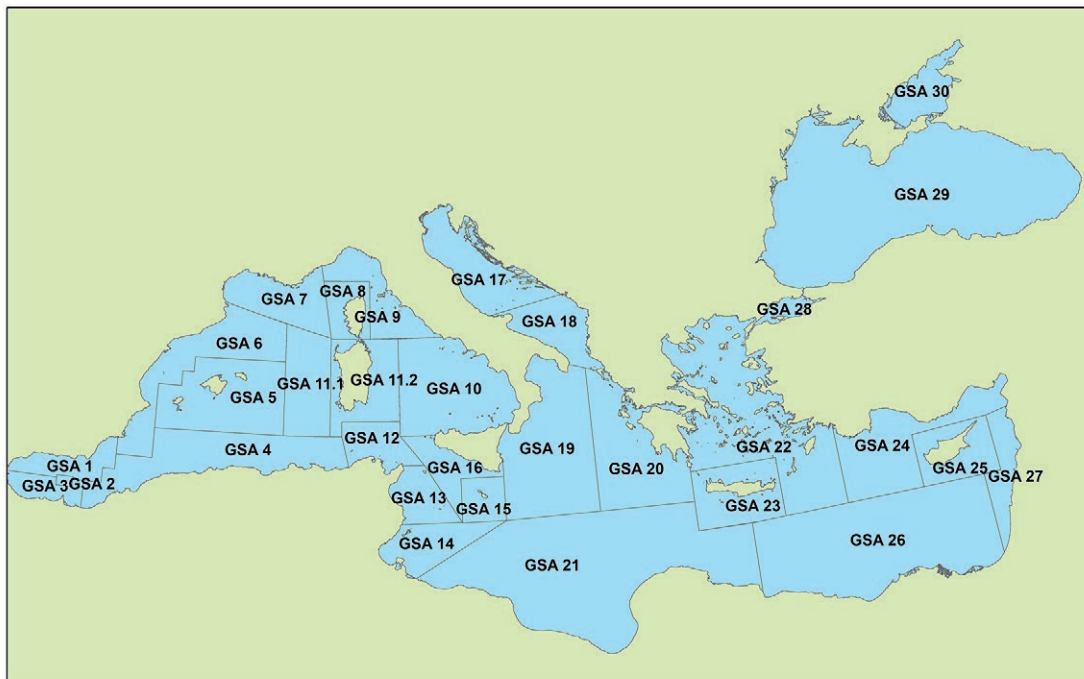 GSA 30
GSA 29
GSA 17
GSA 8
GSA 7
GSA 9
GSA 28
GSA 18
GSA 6
GSA 11.1
GSA 11.2
GSA 10
GSA 5
GSA 12
GSA 22
GSA 24
GSA 4
GSA 19
GSA 1
GSA 16
GSA 20
GSA 25
GSA 27
GSA 3
GSA 2
GSA 13
GSA 15
GSA 23
GSA 14
GSA 26
GSA 21